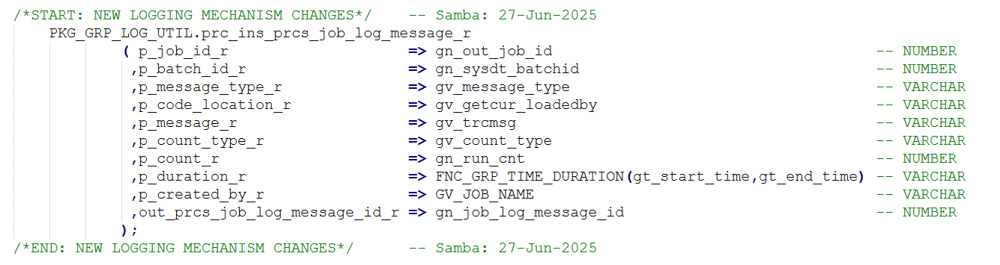 /*START: NEW LOGGING MECHANISM CHANGES*/    -- Samba: 27-Jun-2025
    PKG_GRP_LOG_UTIL.prc_ins_prcs_job_log_message_r
            ( p_job_id_r                    => gn_out_job_id                                    -- NUMBER
             ,p_batch_id_r                  => gn_sysdt_batchid                                 -- NUMBER
             ,p_message_type_r              => gv_message_type                                  -- VARCHAR
             ,p_code_location_r             => gv_getcur_loadedby                               -- VARCHAR
             ,p_message_r                   => gv_trcmsg                                        -- VARCHAR
             ,p_count_type_r                => gv_count_type                                    -- VARCHAR
             ,p_count_r                     => gn_run_cnt                                       -- NUMBER
             ,p_duration_r                  => FNC_GRP_TIME_DURATION(gt_start_time,gt_end_time) -- VARCHAR
             ,p_created_by_r                => GV_JOB_NAME                                      -- VARCHAR
             ,out_prcs_job_log_message_id_r => gn_job_log_message_id                            -- NUMBER
            );
/*END: NEW LOGGING MECHANISM CHANGES*/      -- Samba: 27-Jun-2025